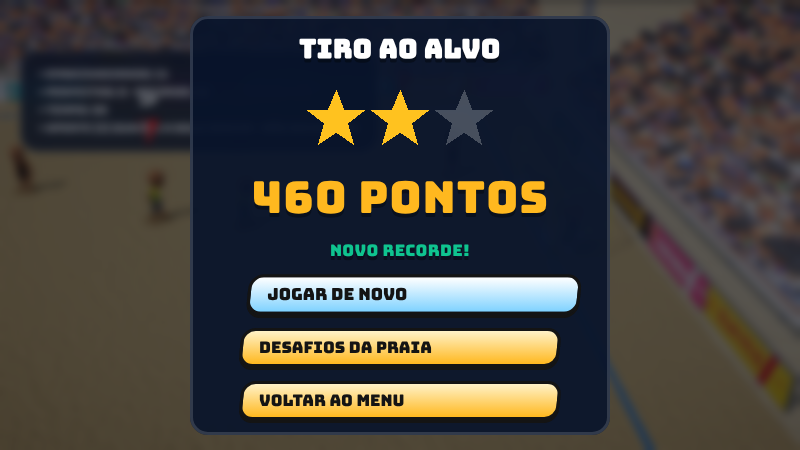 TIRO AO ALVO
460 PONTOS
NOVO RECORDE!
JOGAR DE NOVO
DESAFIOS DA PRAIA
VOLTAR AO MENU